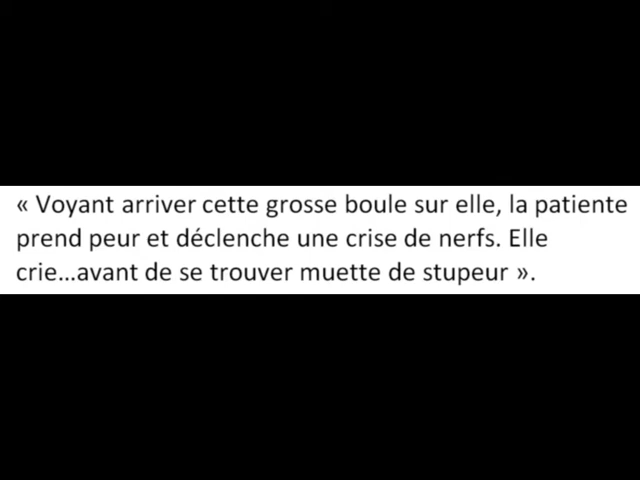 « Voyant arriver cette grosse boule sur elle, la patiente
prend peur et déclenche une crise de nerfs. Elle
crie...avant de se trouver muette de stupeur ».